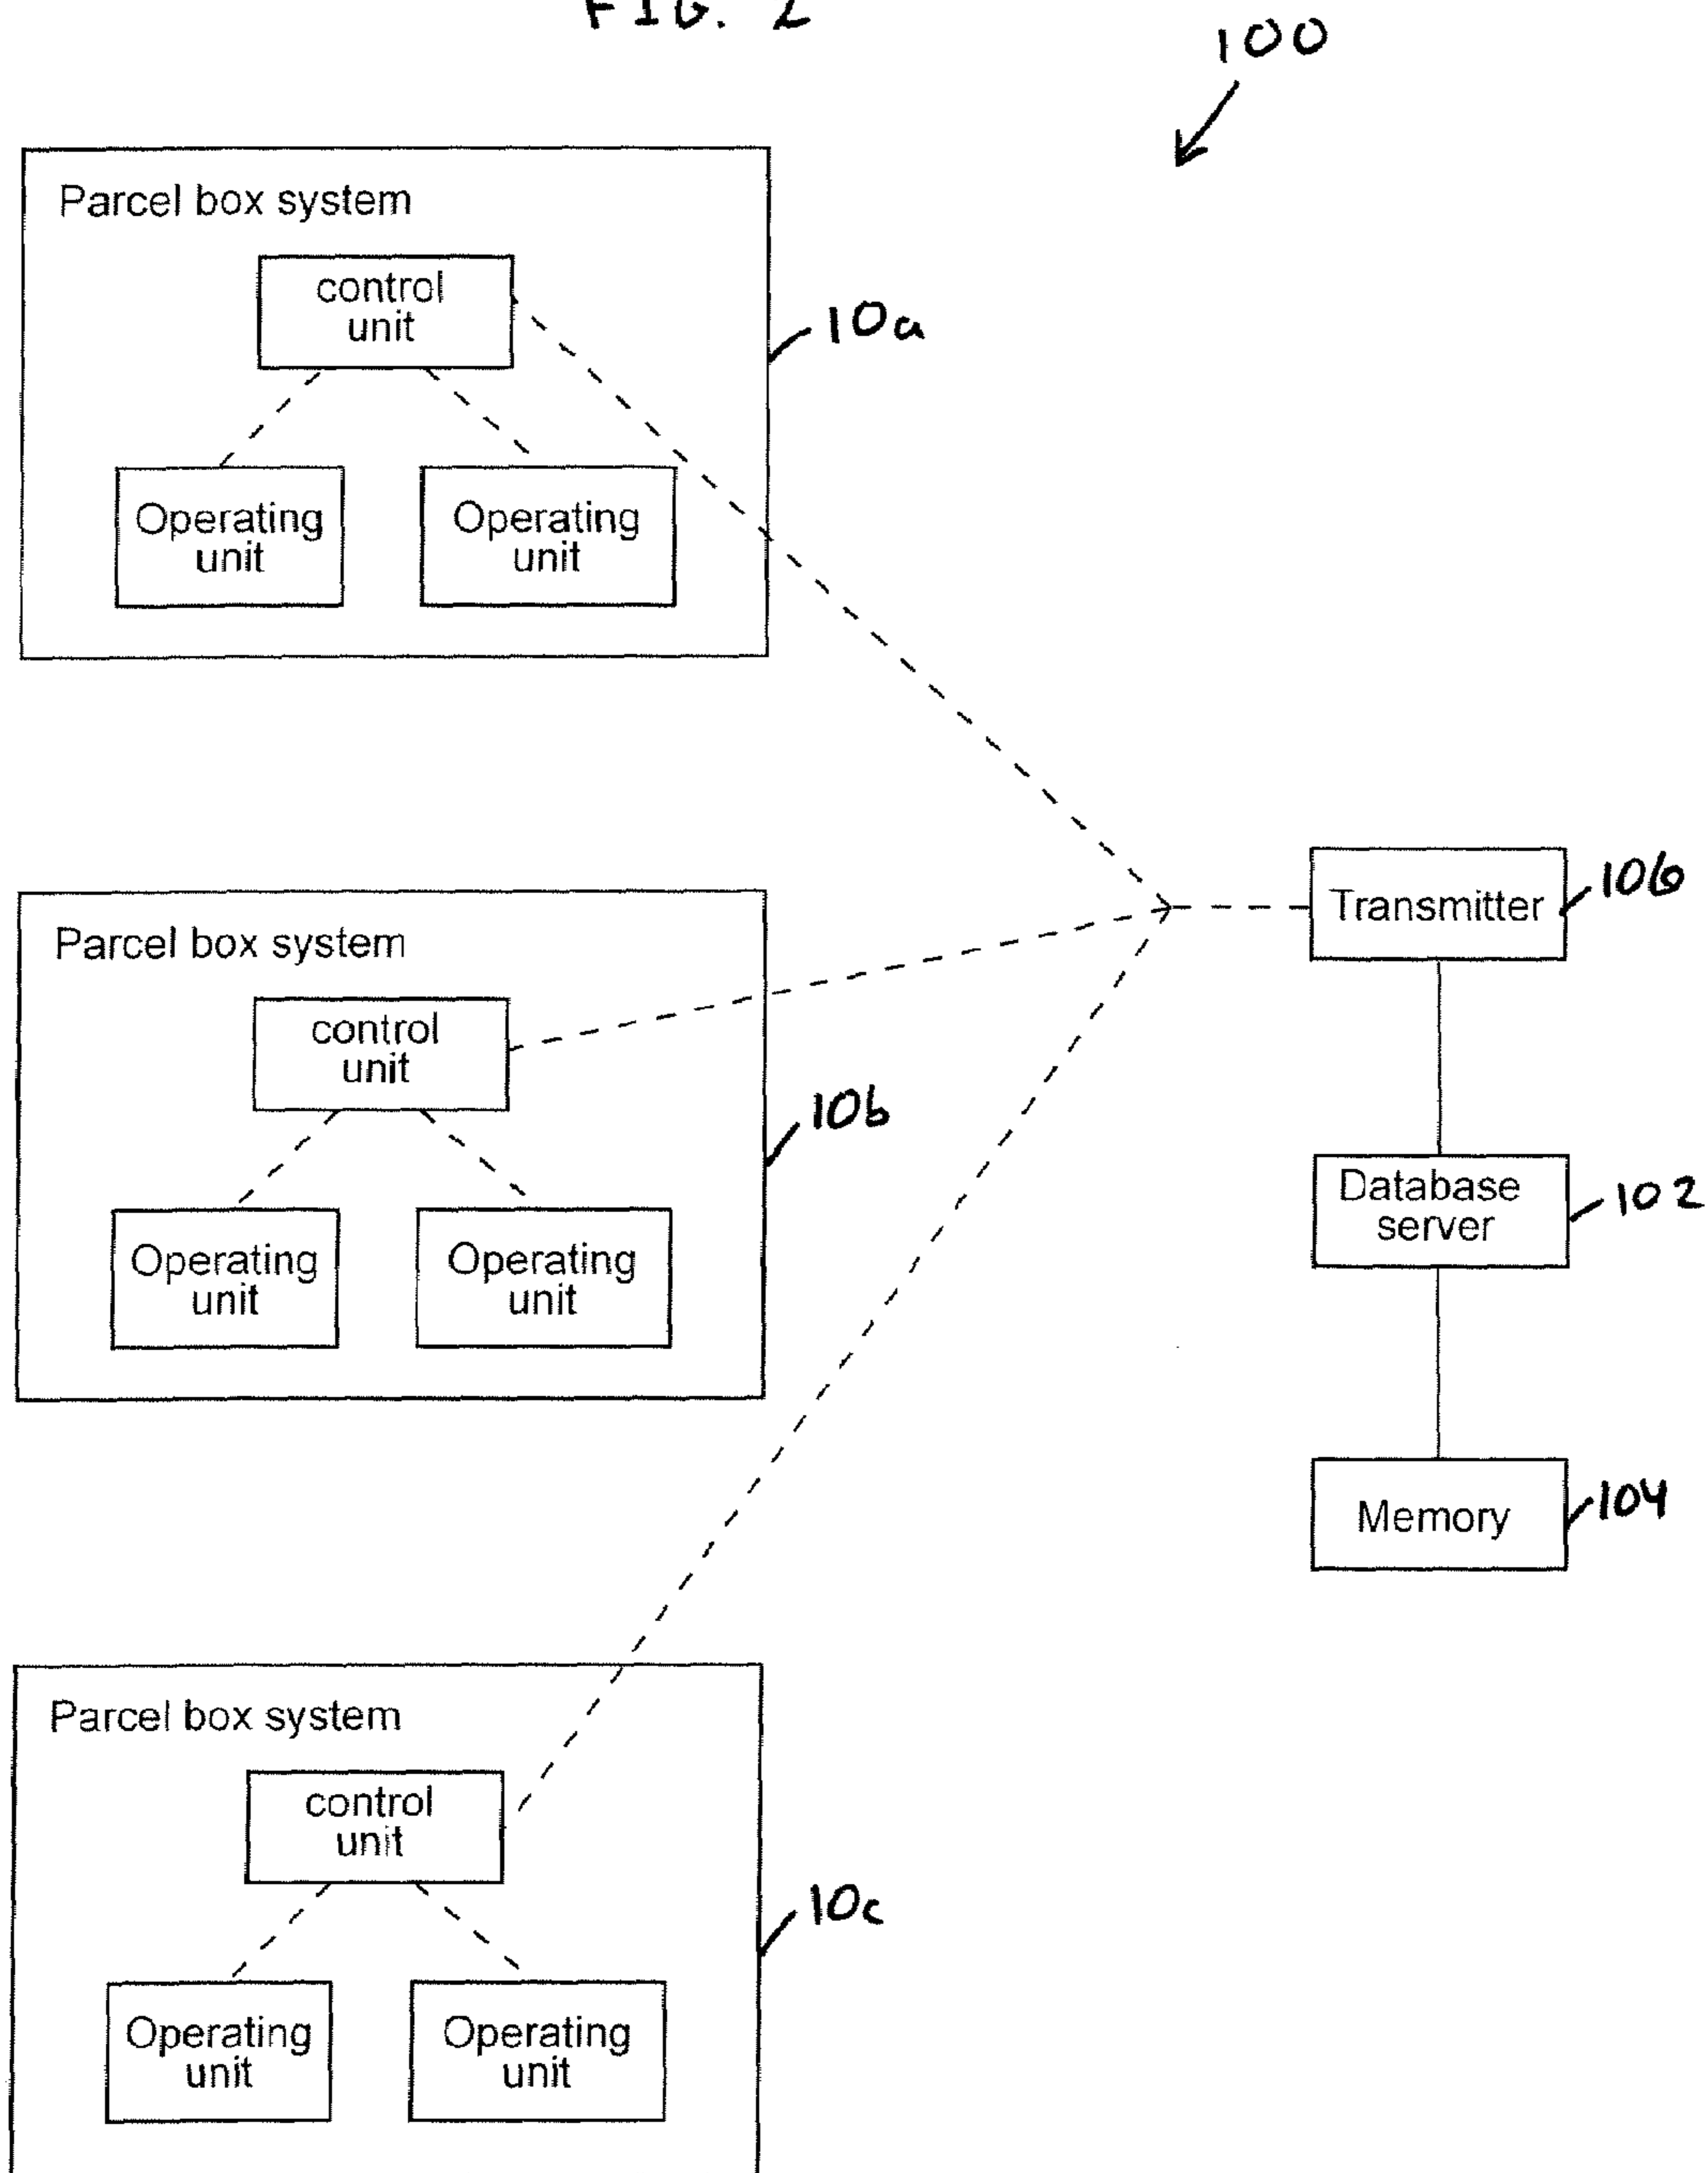 FIG. 2
100
Parcel box system
control
unit
10a
Operating
unit
Operating
unit
Transmitter
106
Parcel box system
control
unit
10b
Operating
unit
Operating
unit
Database
server
102
Memory
104
Parcel box system
control
unit
10c
Operating
unit
Operating
unit